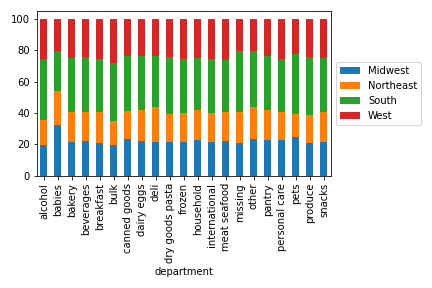 100
80
60
40
20
0
Midwest
Northeast
South
West
alcohol
babies
bakery
beverages
breakfast
bulk
canned goods
dairy eggs
deli
dry goods pasta
frozen
household
international
meat seafood
missing
other
pantry
personal care
pets
produce
snacks
department